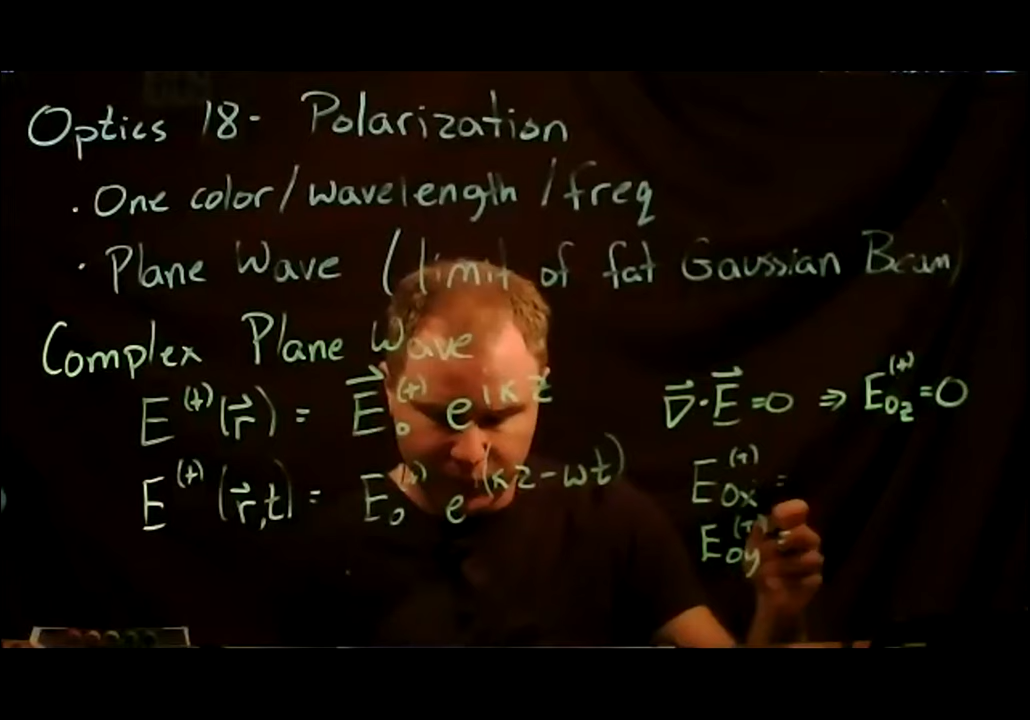 Optics 18- Polarization
· One color/wavelength/freq
· Plane Wave (limit of fat Gaussian Beam)
Complex Plane Wave
E⁽⁺⁾(r⃗) = E⃗₀⁽⁺⁾ e^{ikz}
∇⃗·E⃗=0 ⇒ E₀z⁽⁺⁾=0
E⁽⁺⁾(r⃗,t) = E₀⁽⁺⁾ e^{i(kz-ωt)}
E₀x⁽⁺⁾ =
E₀y⁽⁺⁾ =